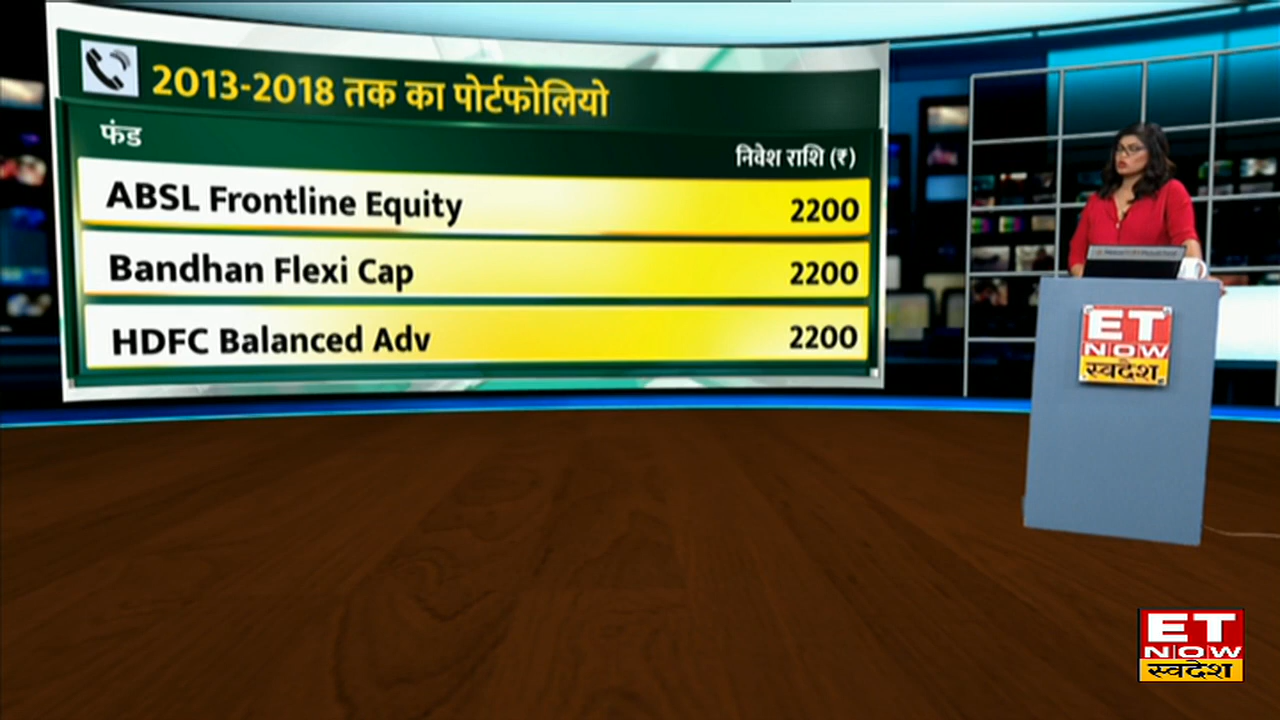 2013-2018 तक का पोर्टफोलियो
फंड
निवेश राशि (₹)
ABSL Frontline Equity 2200
Bandhan Flexi Cap 2200
HDFC Balanced Adv 2200
ET
NOW
स्वदेश
ET
NOW
स्वदेश